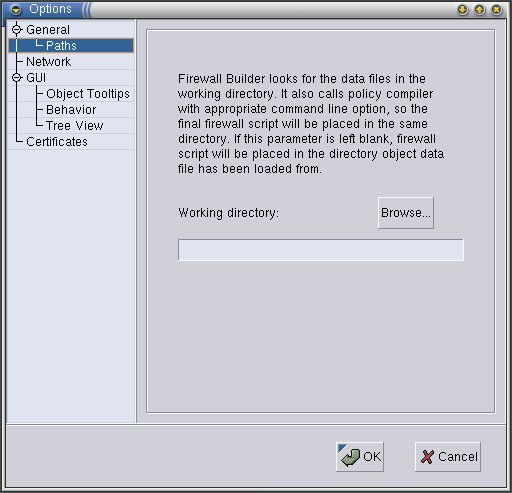 Options
General
Paths
Network
GUI
Object Tooltips
Behavior
Tree View
Certificates
Firewall Builder looks for the data files in the
working directory. It also calls policy compiler
with appropriate command line option, so the
final firewall script will be placed in the same
directory. If this parameter is left blank, firewall
script will be placed in the directory object data
file has been loaded from.
Working directory:
Browse...
OK
Cancel